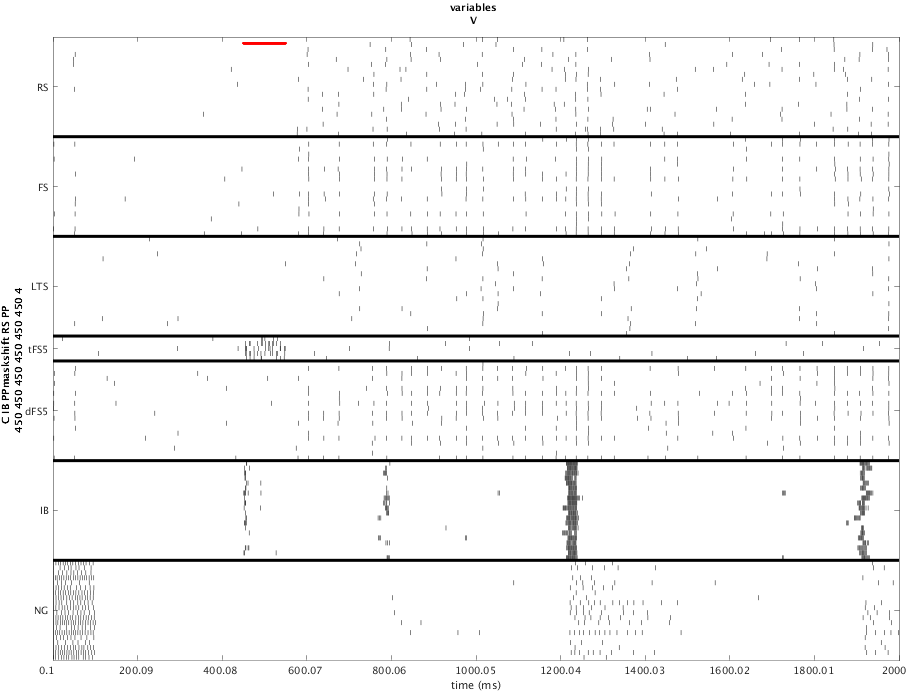 variables
V
RS
FS
LTS
tFS5
dFS5
IB
NG
C IB PPmaskshift RS PP
450 450 450 450 450 450 4
0.1
200.09
400.08
600.07
800.06
1000.05
1200.04
1400.03
1600.02
1800.01
2000
time (ms)